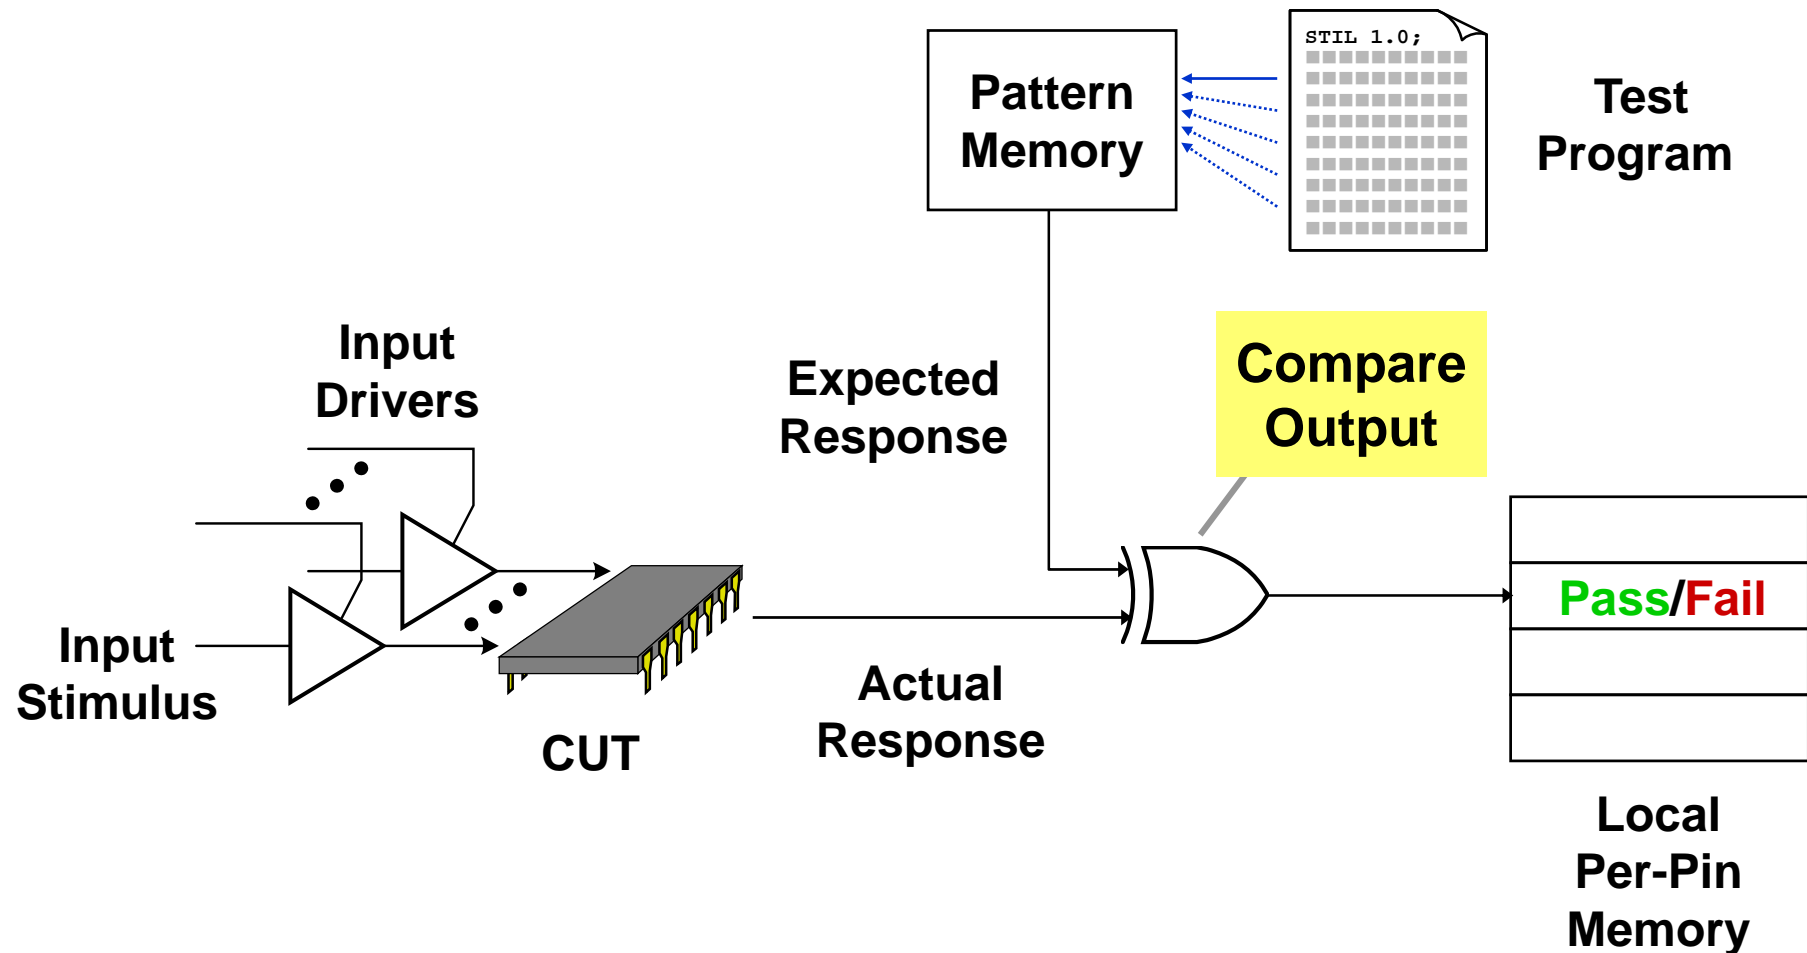 STIL 1.0;
Pattern
Memory
Test
Program
Input
Drivers
Expected
Response
Compare
Output
Pass/Fail
Input
Stimulus
Actual
Response
CUT
Local
Per-Pin
Memory